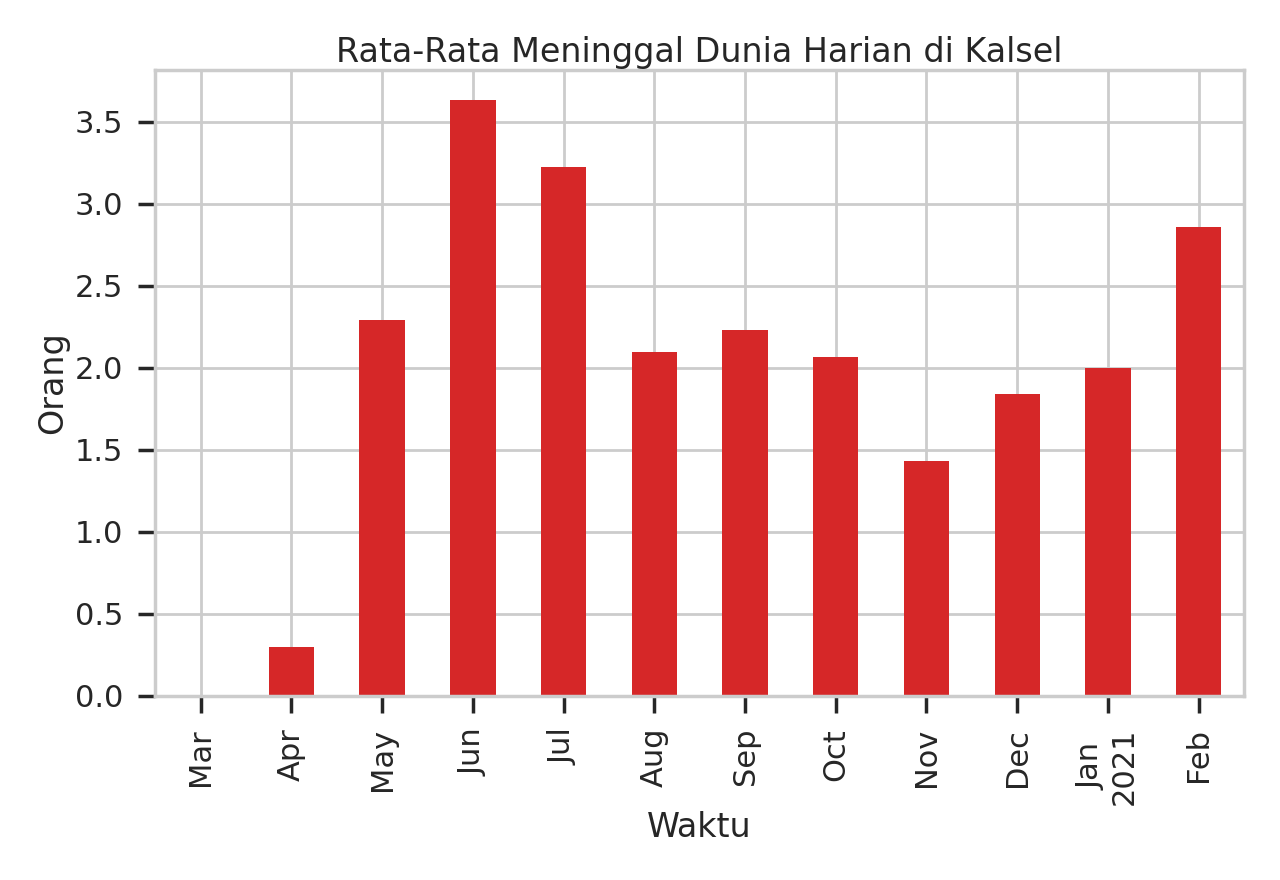 Rata-Rata Meninggal Dunia Harian di Kalsel
Orang
3.5
3.0
2.5
2.0
1.5
1.0
0.5
0.0
Mar
Apr
May
Jun
Jul
Aug
Sep
Oct
Nov
Dec
Jan
2021
Feb
Waktu